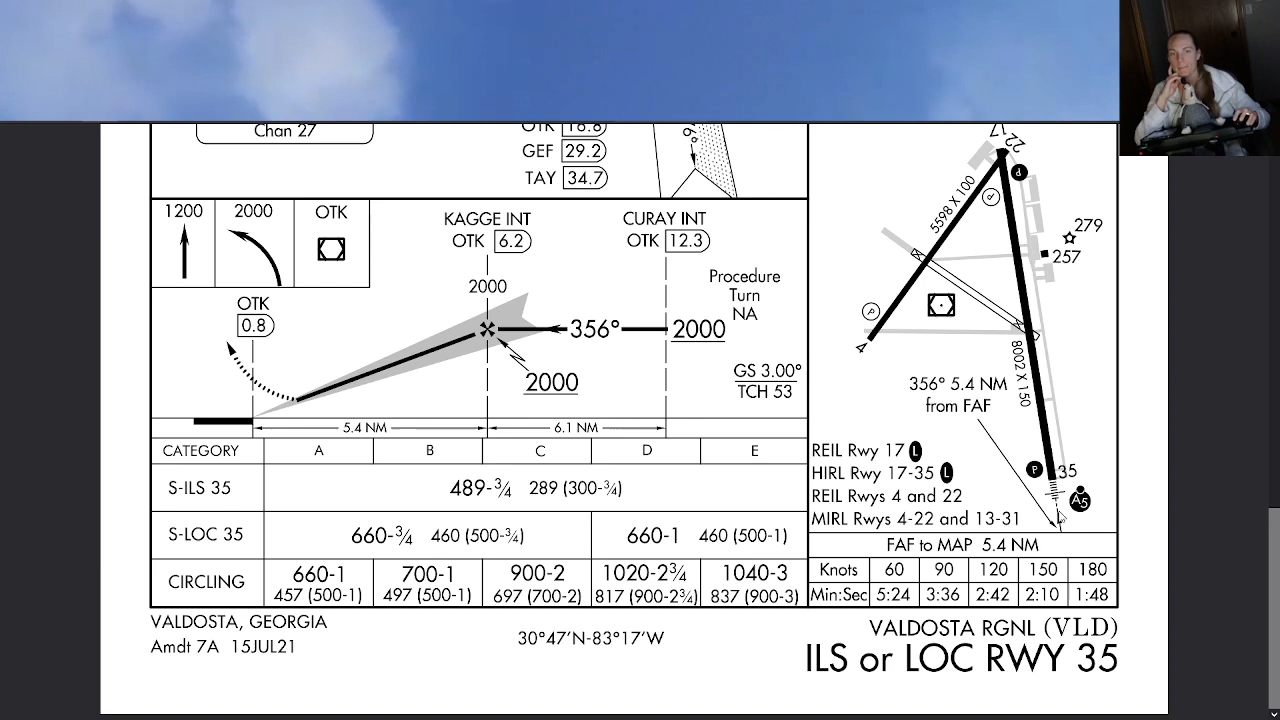 Chan 27
OTK 16.8
GEF 29.2
TAY 34.7
1200 2000 OTK
KAGGE INT
OTK 6.2
CURAY INT
OTK 12.3
2000
Procedure
Turn
NA
OTK
0.8
356°
2000
2000
GS 3.00°
TCH 53
5.4 NM
6.1 NM
CATEGORY A B C D E
S-ILS 35 489-¾ 289 (300-¾)
S-LOC 35 660-¾ 460 (500-¾) 660-1 460 (500-1)
CIRCLING 660-1 700-1 900-2 1020-2¾ 1040-3
457 (500-1) 497 (500-1) 697 (700-2) 817 (900-2¾) 837 (900-3)
17
22
5598 X 100
P
P
P
279
257
P
4
8002 X 150
356° 5.4 NM
from FAF
REIL Rwy 17 L
HIRL Rwy 17-35 L
REIL Rwys 4 and 22
MIRL Rwys 4-22 and 13-31
P
35
A5
FAF to MAP 5.4 NM
Knots 60 90 120 150 180
Min:Sec 5:24 3:36 2:42 2:10 1:48
VALDOSTA, GEORGIA
Amdt 7A 15JUL21
30°47'N-83°17'W
VALDOSTA RGNL (VLD)
ILS or LOC RWY 35